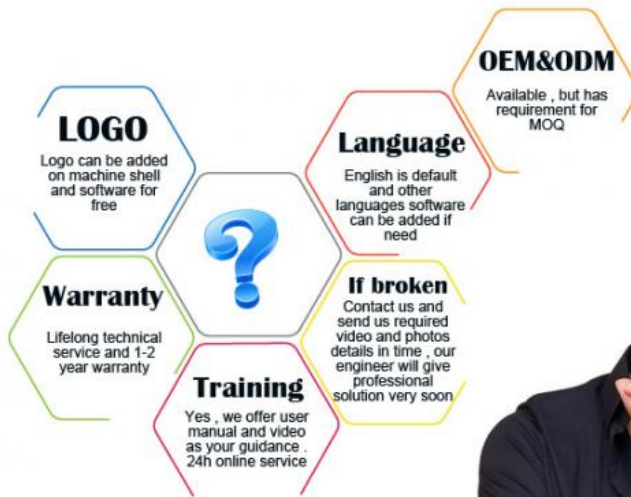 OEM&ODM
Available , but has
requirement for
MOQ
LOGO
Logo can be added
on machine shell
and software for
free
Language
English is default
and other
languages software
can be added if
need
Warranty
Lifelong technical
service and 1-2
year warranty
If broken
Contact us and
send us required
video and photos
details in time , our
engineer will give
professional
solution very soon
Training
Yes , we offer user
manual and video
as your guidance .
24h online service